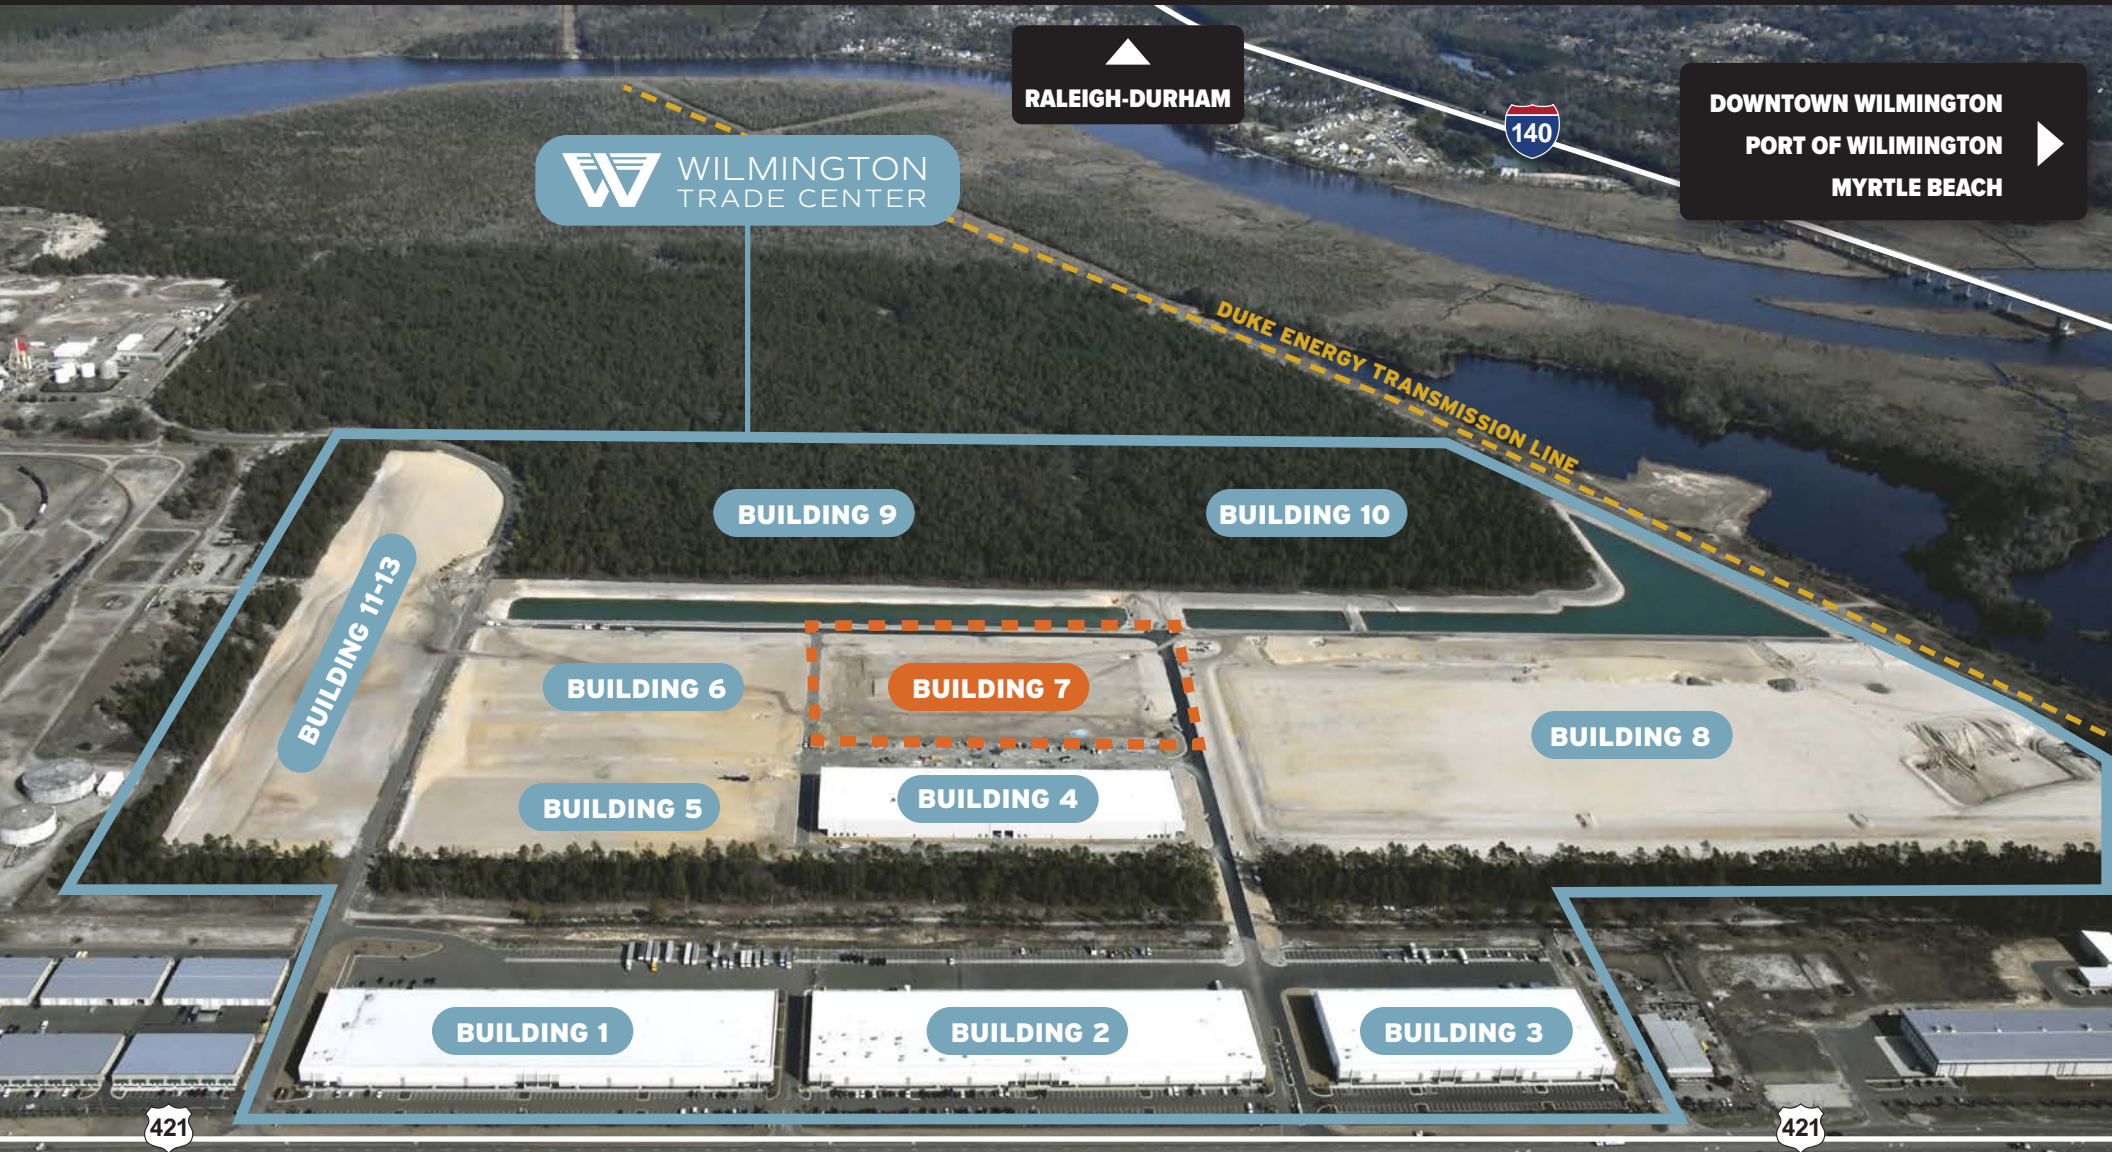 RALEIGH-DURHAM
140
DOWNTOWN WILMINGTON
PORT OF WILIMINGTON
MYRTLE BEACH
W WILMINGTON
TRADE CENTER
DUKE ENERGY TRANSMISSION LINE
BUILDING 9
BUILDING 10
BUILDING 11-13
BUILDING 6
BUILDING 7
BUILDING 8
BUILDING 5
BUILDING 4
BUILDING 1
BUILDING 2
BUILDING 3
421
421